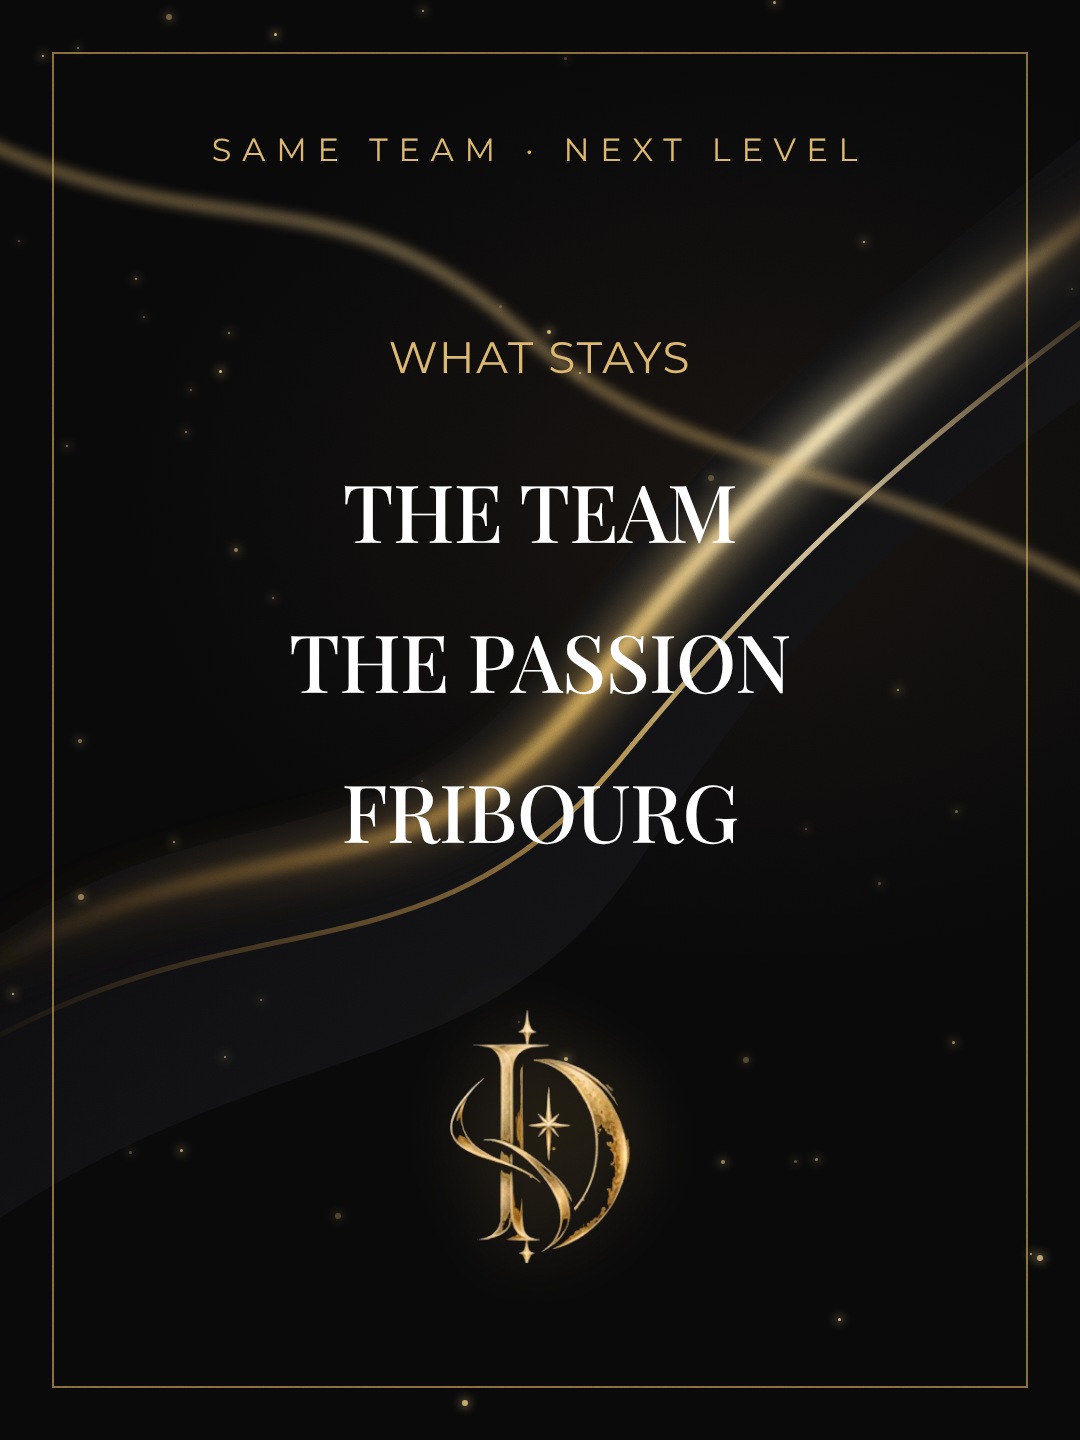 SAME TEAM · NEXT LEVEL
WHAT STAYS
THE TEAM
THE PASSION
FRIBOURG